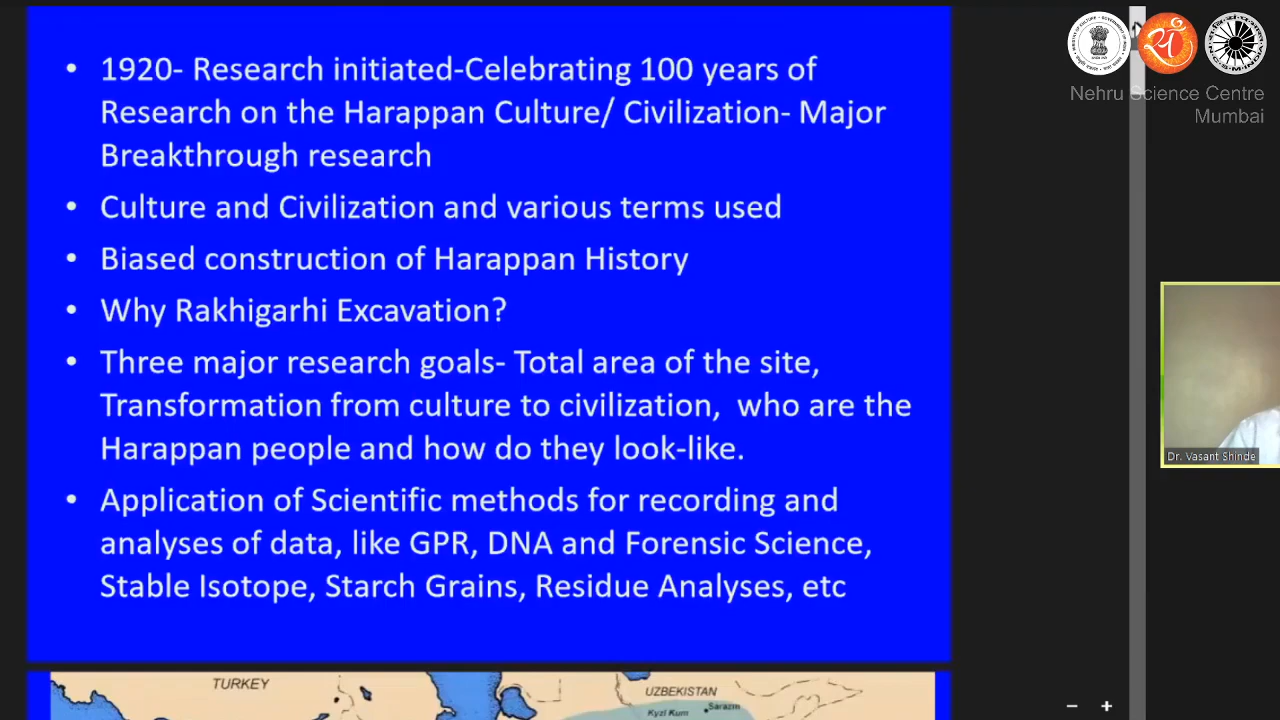 • 1920- Research initiated-Celebrating 100 years of
Research on the Harappan Culture/ Civilization- Major
Breakthrough research
• Culture and Civilization and various terms used
• Biased construction of Harappan History
• Why Rakhigarhi Excavation?
• Three major research goals- Total area of the site,
Transformation from culture to civilization,  who are the
Harappan people and how do they look-like.
• Application of Scientific methods for recording and
analyses of data, like GPR, DNA and Forensic Science,
Stable Isotope, Starch Grains, Residue Analyses, etc
Nehru Science Centre
Mumbai
Dr. Vasant Shinde
TURKEY
UZBEKISTAN
Kyzl Kum
Sarazm